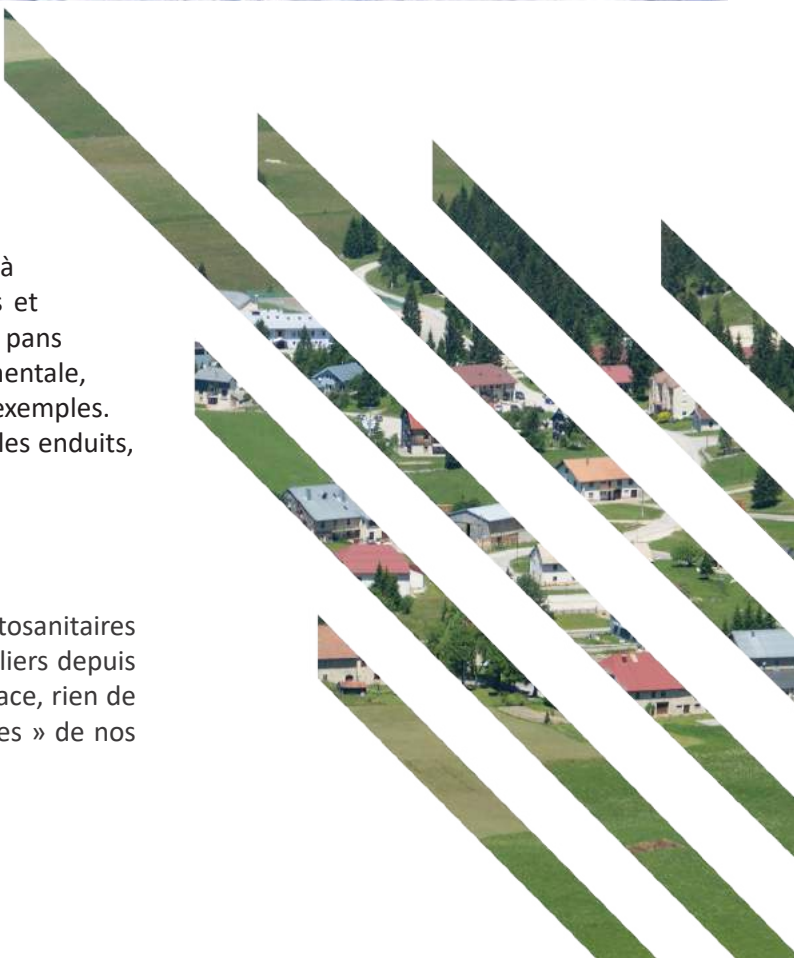 à
s et
pans
mentale,
exemples.
des enduits,
tosanitaires
liers depuis
ace, rien de
es » de nos